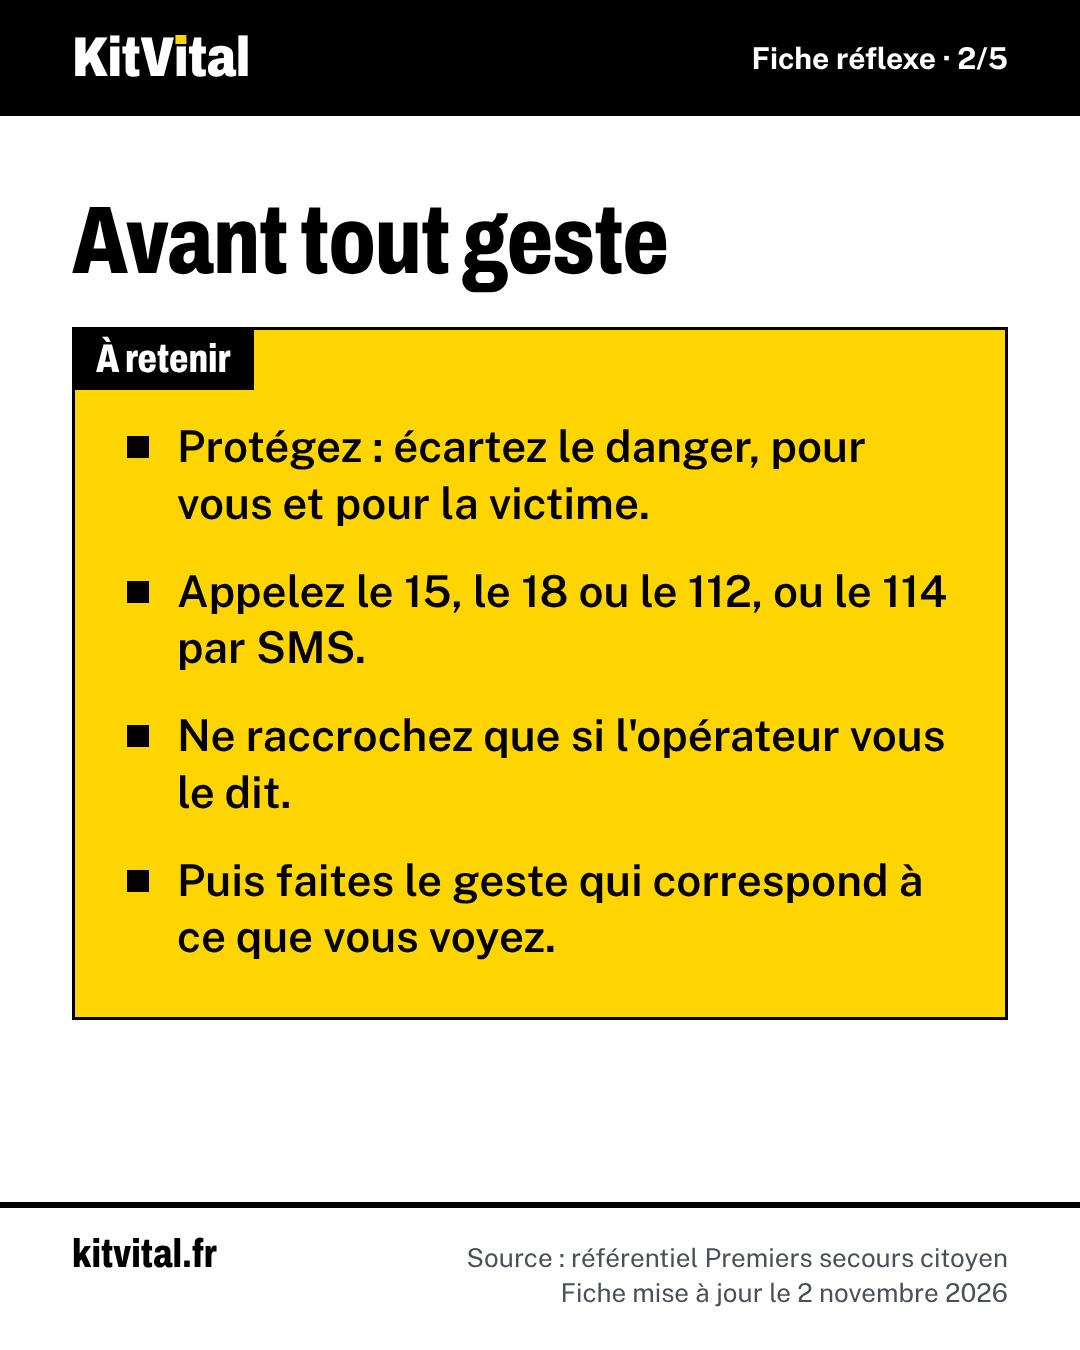 KitVital
Fiche réflexe · 2/5
Avant tout geste
À retenir
Protégez : écartez le danger, pour
vous et pour la victime.
Appelez le 15, le 18 ou le 112, ou le 114
par SMS.
Ne raccrochez que si l'opérateur vous
le dit.
Puis faites le geste qui correspond à
ce que vous voyez.
kitvital.fr
Source : référentiel Premiers secours citoyen
Fiche mise à jour le 2 novembre 2026